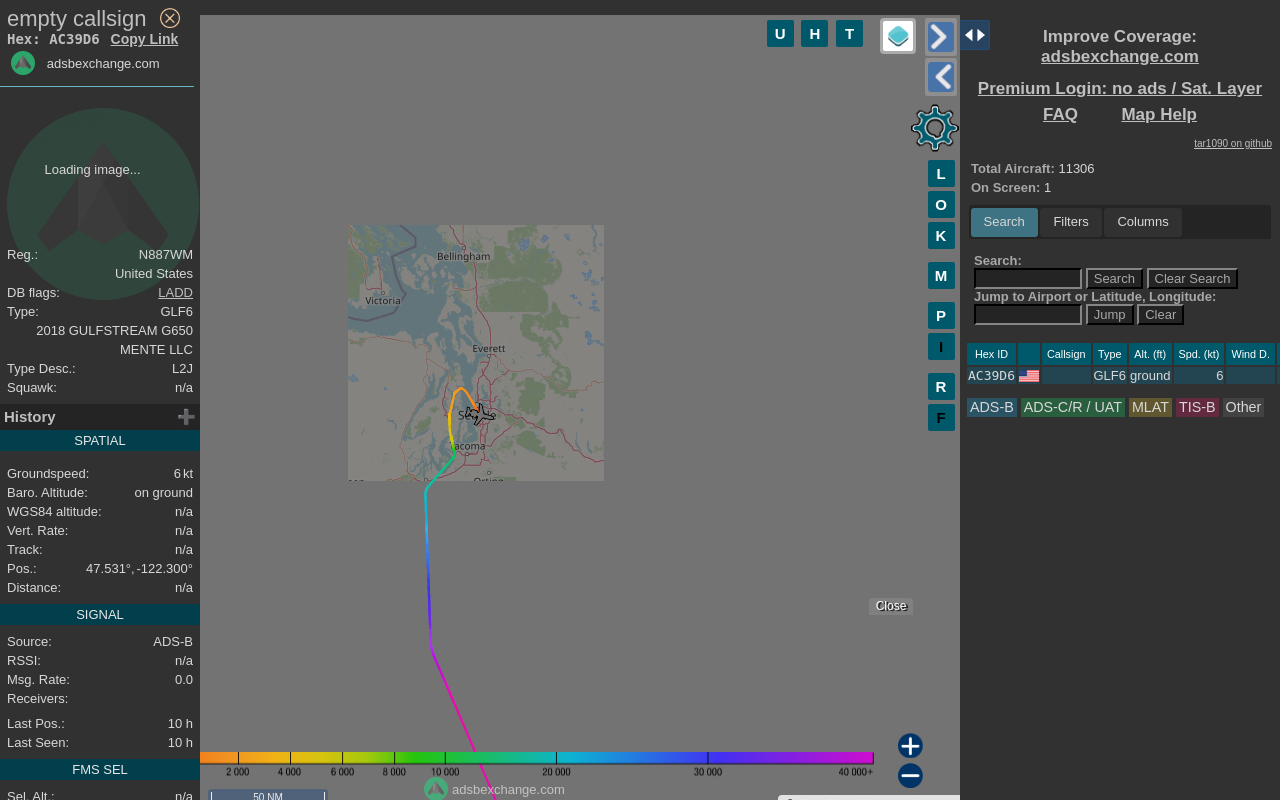 empty callsign
Hex: AC39D6 Copy Link
adsbexchange.com
Loading image...
Reg.: N887WM
United States
DB flags: LADD
Type: GLF6
2018 GULFSTREAM G650
MENTE LLC
Type Desc.: L2J
Squawk: n/a
History
SPATIAL
Groundspeed: 6 kt
Baro. Altitude: on ground
WGS84 altitude: n/a
Vert. Rate: n/a
Track: n/a
Pos.: 47.531°, -122.300°
Distance: n/a
SIGNAL
Source: ADS-B
RSSI: n/a
Msg. Rate: 0.0
Receivers:
Last Pos.: 10 h
Last Seen: 10 h
FMS SEL
Sel. Alt.: n/a
U H T
L
O
K
M
P
I
R
F
Bellingham
Victoria
Everett
Tacoma
Orting
Close
2 000 4 000 6 000 8 000 10 000 20 000 30 000 40 000+
50 NM
adsbexchange.com
Improve Coverage:
adsbexchange.com
Premium Login: no ads / Sat. Layer
FAQ Map Help
tar1090 on github
Total Aircraft: 11306
On Screen: 1
Search Filters Columns
Search:
Search Clear Search
Jump to Airport or Latitude, Longitude:
Jump Clear
Hex ID Callsign Type Alt. (ft) Spd. (kt) Wind D.
AC39D6 GLF6 ground 6
ADS-B ADS-C/R / UAT MLAT TIS-B Other